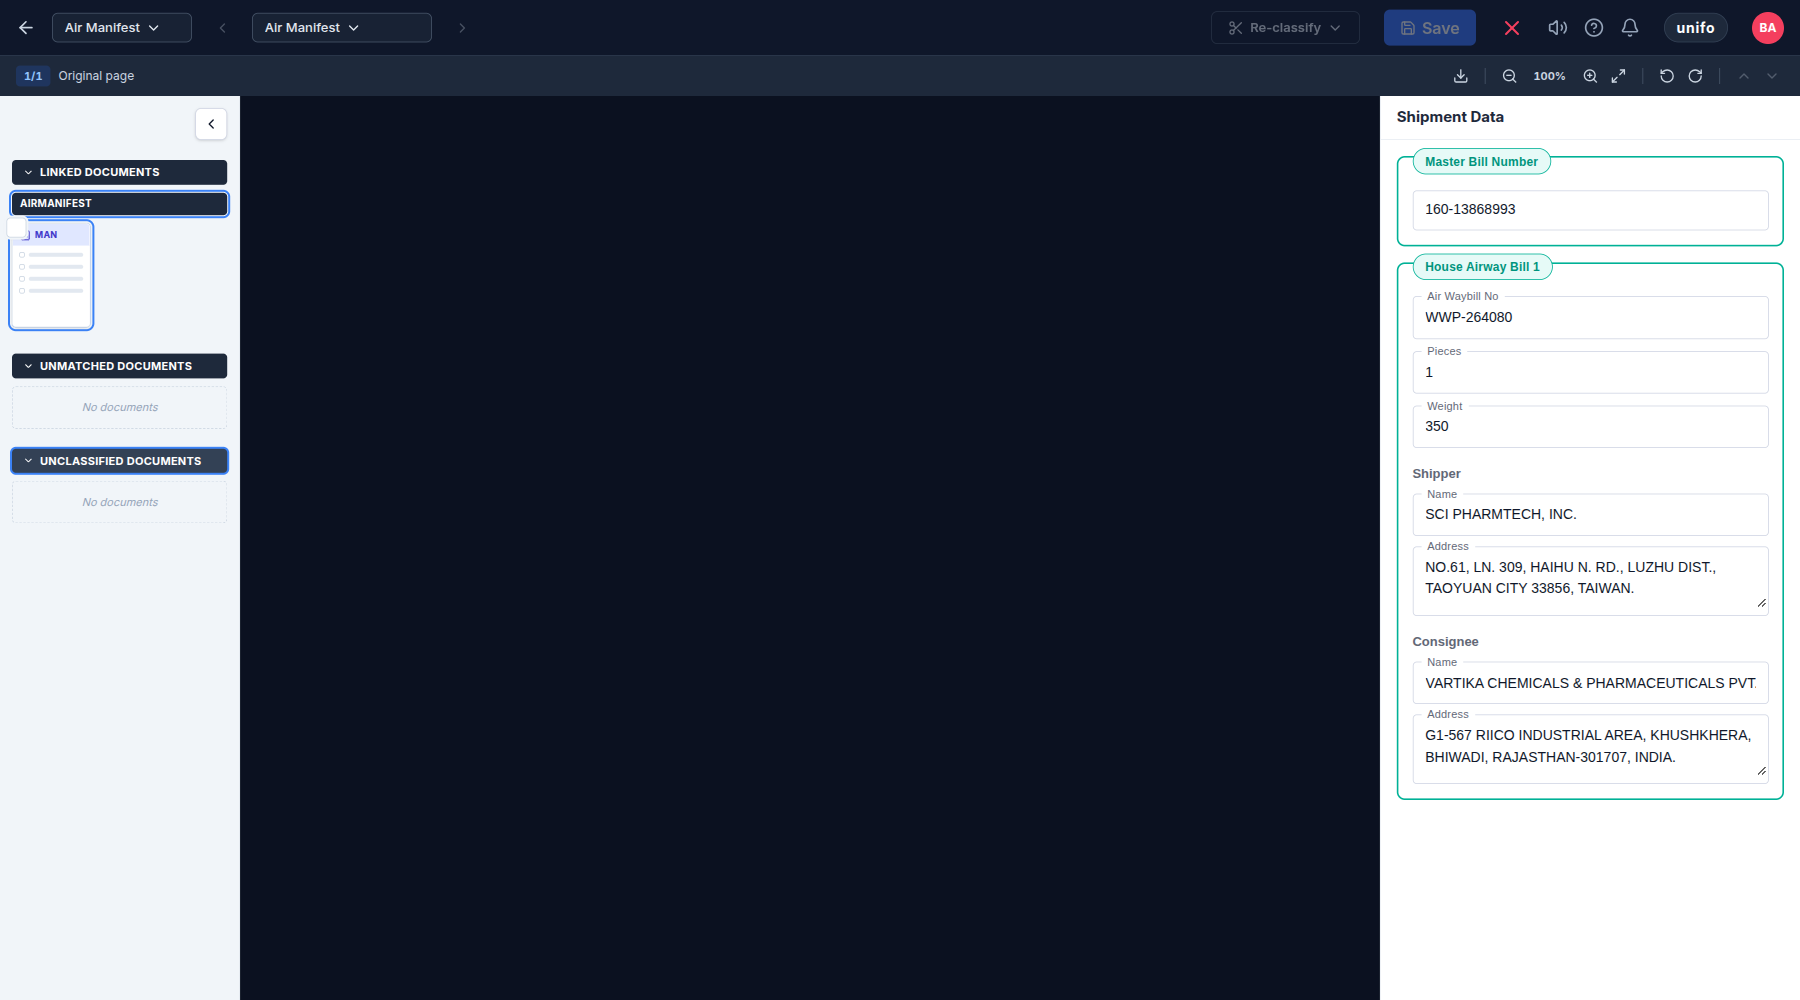 Air Manifest
Air Manifest
Re-classify
Save
unifo
BA
1/1 Original page
100%
LINKED DOCUMENTS
AIRMANIFEST
MAN
UNMATCHED DOCUMENTS
No documents
UNCLASSIFIED DOCUMENTS
No documents
Shipment Data
Master Bill Number
160-13868993
House Airway Bill 1
Air Waybill No
WWP-264080
Pieces
1
Weight
350
Shipper
Name
SCI PHARMTECH, INC.
Address
NO.61, LN. 309, HAIHU N. RD., LUZHU DIST.,
TAOYUAN CITY 33856, TAIWAN.
Consignee
Name
VARTIKA CHEMICALS & PHARMACEUTICALS PVT.
Address
G1-567 RIICO INDUSTRIAL AREA, KHUSHKHERA,
BHIWADI, RAJASTHAN-301707, INDIA.